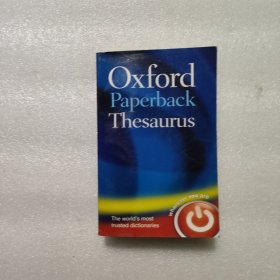 Oxford
Paperback
Thesaurus
The world's most
trusted dictionaries